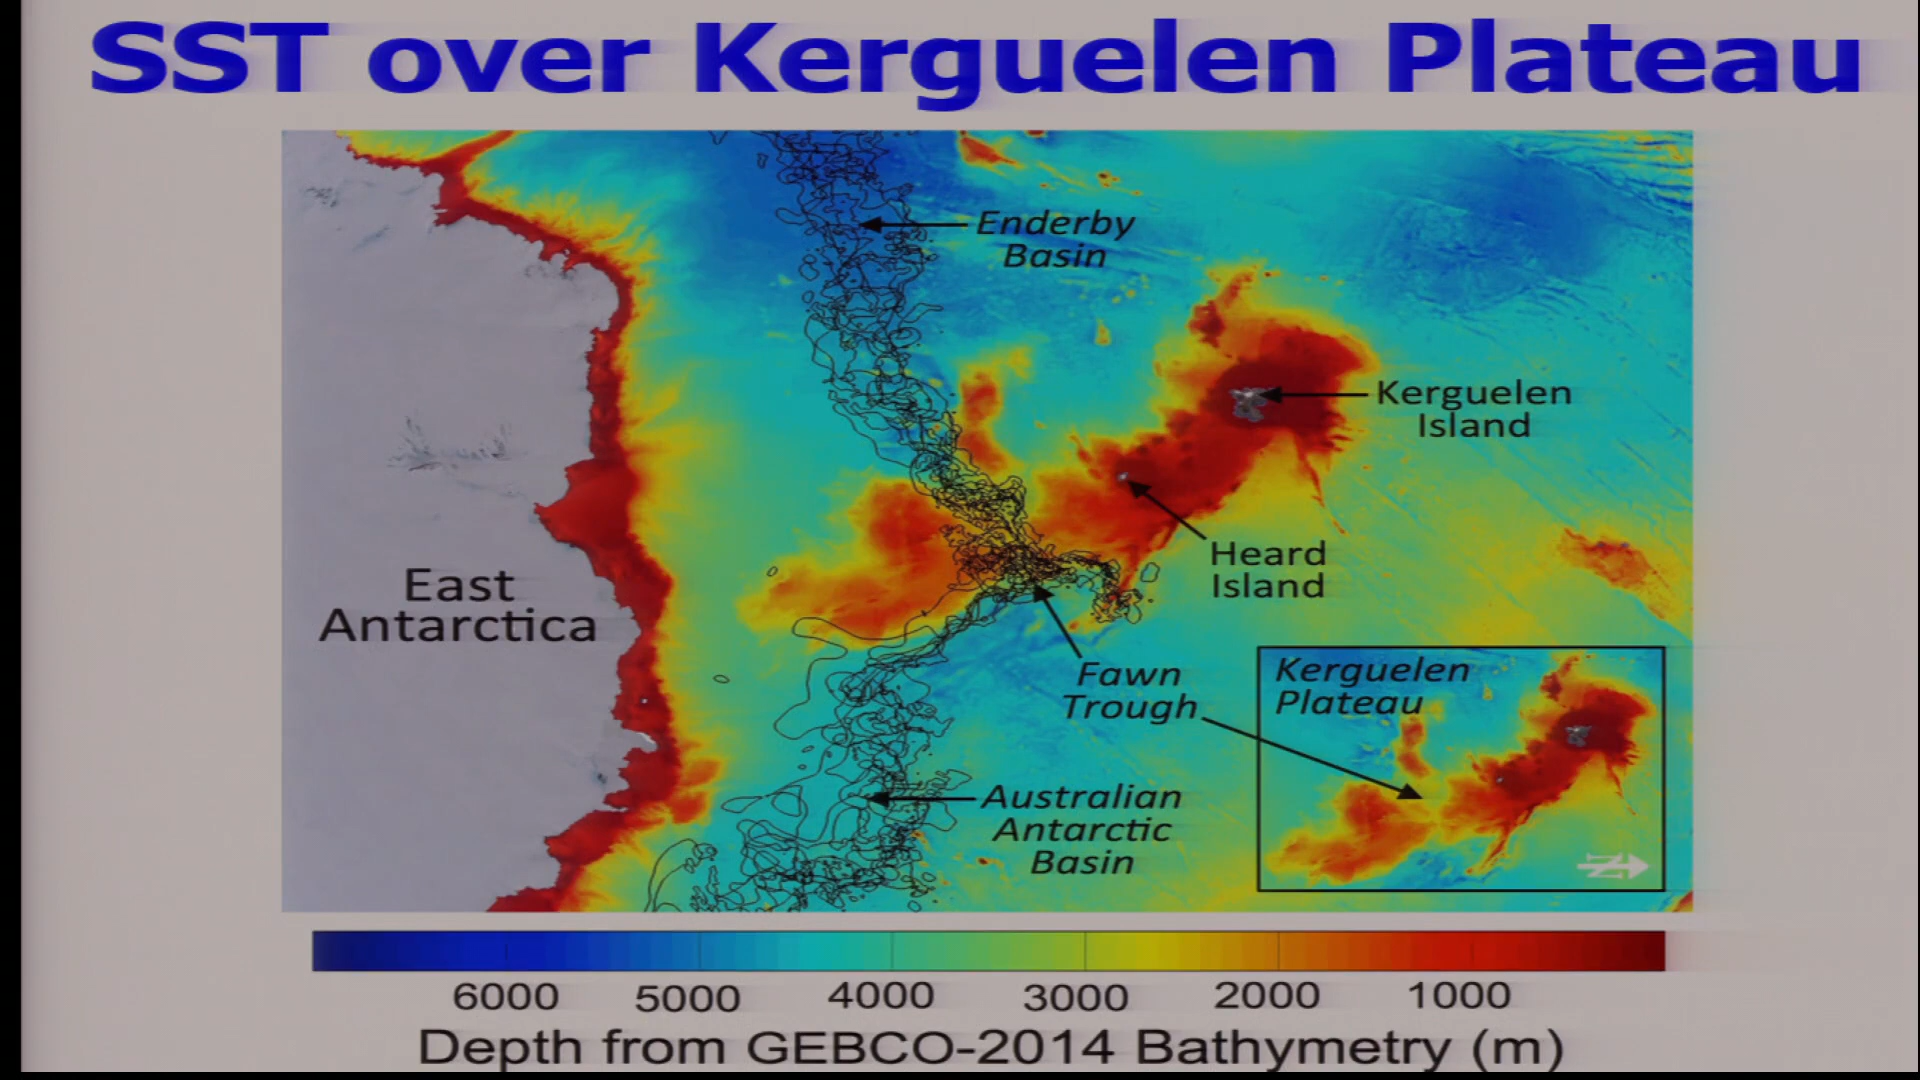 SST over Kerguelen Plateau
Enderby
Basin
Kerguelen
Island
Heard
Island
East
Antarctica
Fawn
Trough
Kerguelen
Plateau
Australian
Antarctic
Basin
N
6000 5000 4000 3000 2000 1000
Depth from GEBCO-2014 Bathymetry (m)